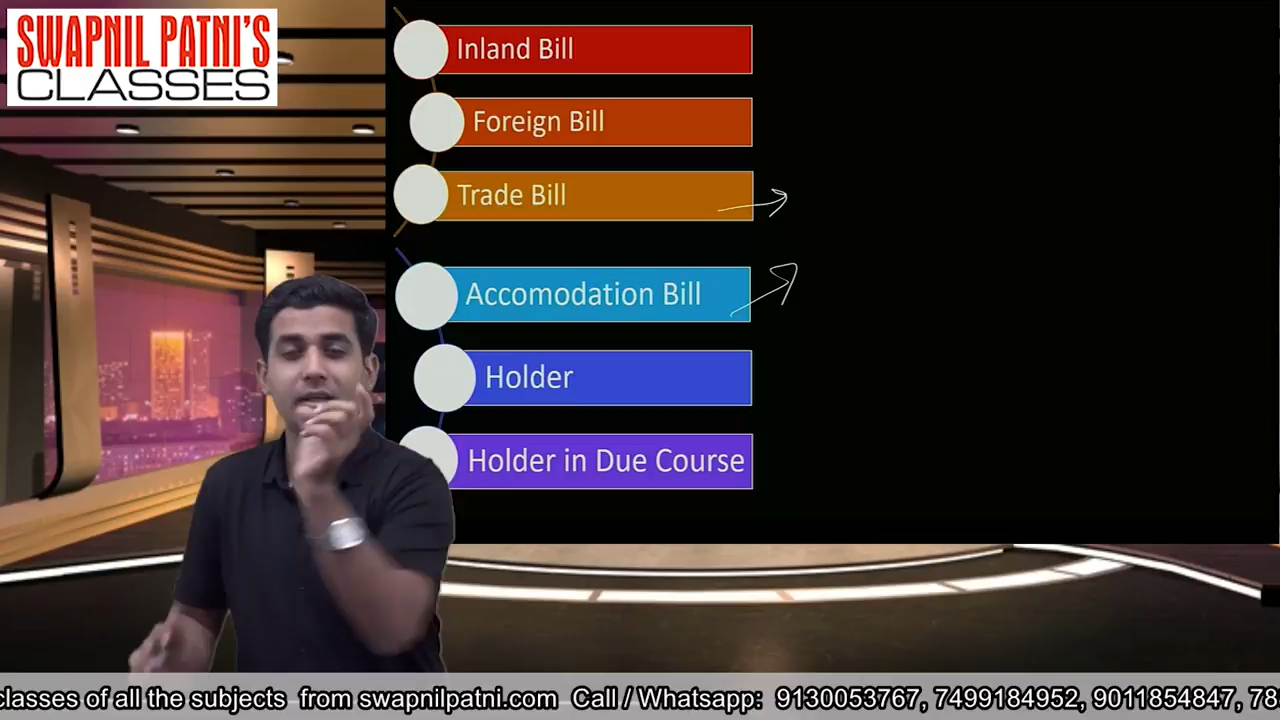 SWAPNIL PATNI'S
CLASSES
Inland Bill
Foreign Bill
Trade Bill
Accomodation Bill
Holder
Holder in Due Course
classes of all the subjects from swapnilpatni.com Call / Whatsapp: 9130053767, 7499184952, 9011854847, 78